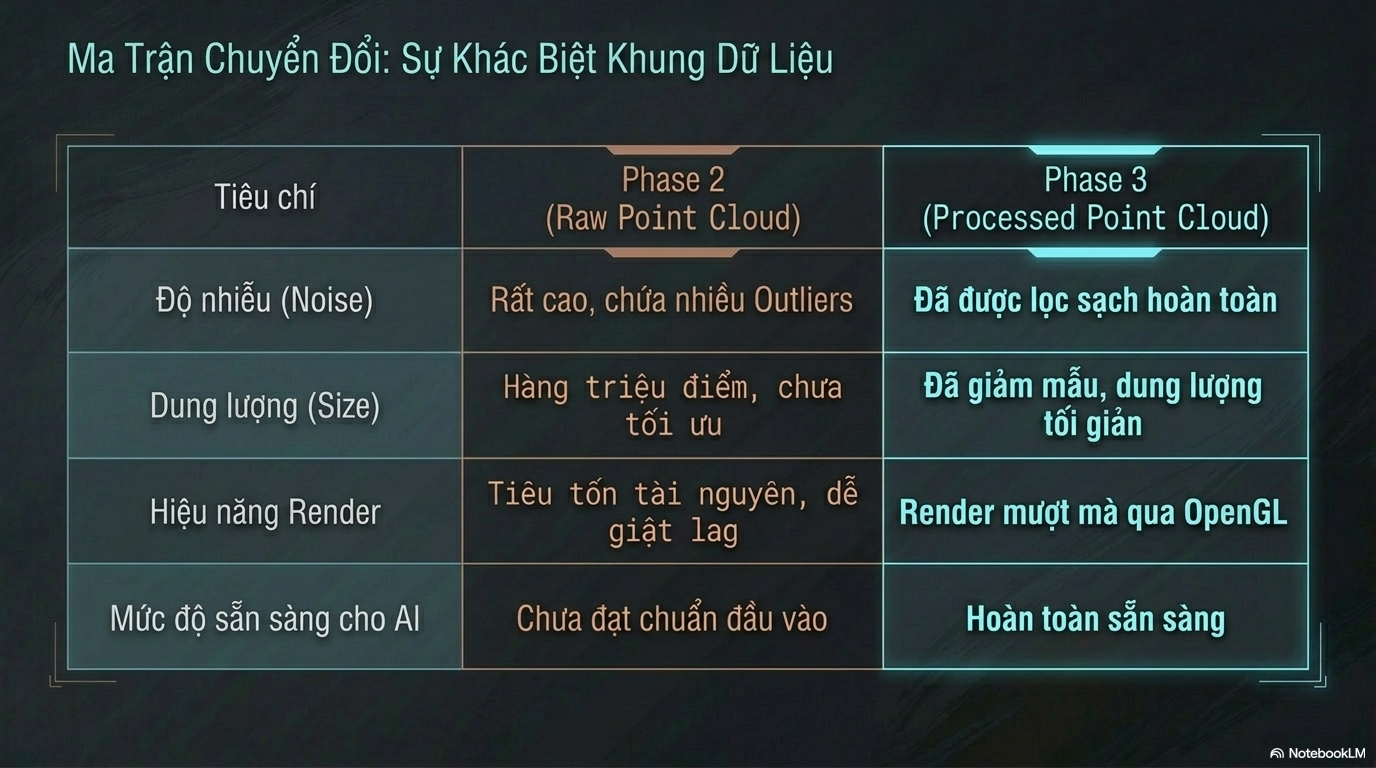 Ma Trận Chuyển Đổi: Sự Khác Biệt Khung Dữ Liệu
Tiêu chí
Phase 2
(Raw Point Cloud)
Phase 3
(Processed Point Cloud)
Độ nhiễu (Noise)
Rất cao, chứa nhiều Outliers
Đã được lọc sạch hoàn toàn
Dung lượng (Size)
Hàng triệu điểm, chưa
tối ưu
Đã giảm mẫu, dung lượng
tối giản
Hiệu năng Render
Tiêu tốn tài nguyên, dễ
giật lag
Render mượt mà qua OpenGL
Mức độ sẵn sàng cho AI
Chưa đạt chuẩn đầu vào
Hoàn toàn sẵn sàng
NotebookLM